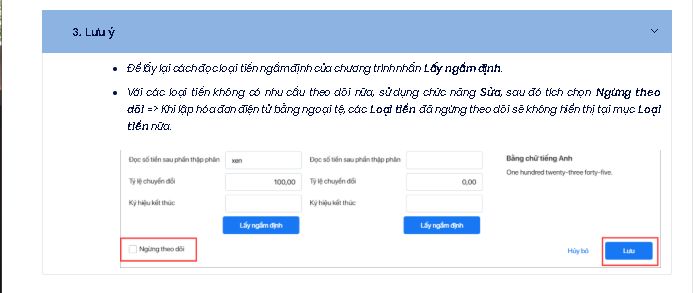 3. Lưu ý
Để lấy lại cách đọc loại tiền ngầm định của chương trình nhấn Lấy ngầm định.
Với các loại tiền không có nhu cầu theo dõi nữa, sử dụng chức năng Sửa, sau đó tích chọn Ngừng theo
dõi => Khi lập hóa đơn điện tử bằng ngoại tệ, các Loại tiền đã ngừng theo dõi sẽ không hiển thị tại mục Loại
tiền nữa.
Đọc số tiền sau phần thập phân xen Đọc số tiền sau phần thập phân Bằng chữ tiếng Anh
One hundred twenty-three forty-five.
Tỷ lệ chuyển đổi 100,00 Tỷ lệ chuyển đổi 0,00
Ký hiệu kết thúc Ký hiệu kết thúc
Lấy ngầm định Lấy ngầm định
Ngừng theo dõi Hủy bỏ Lưu